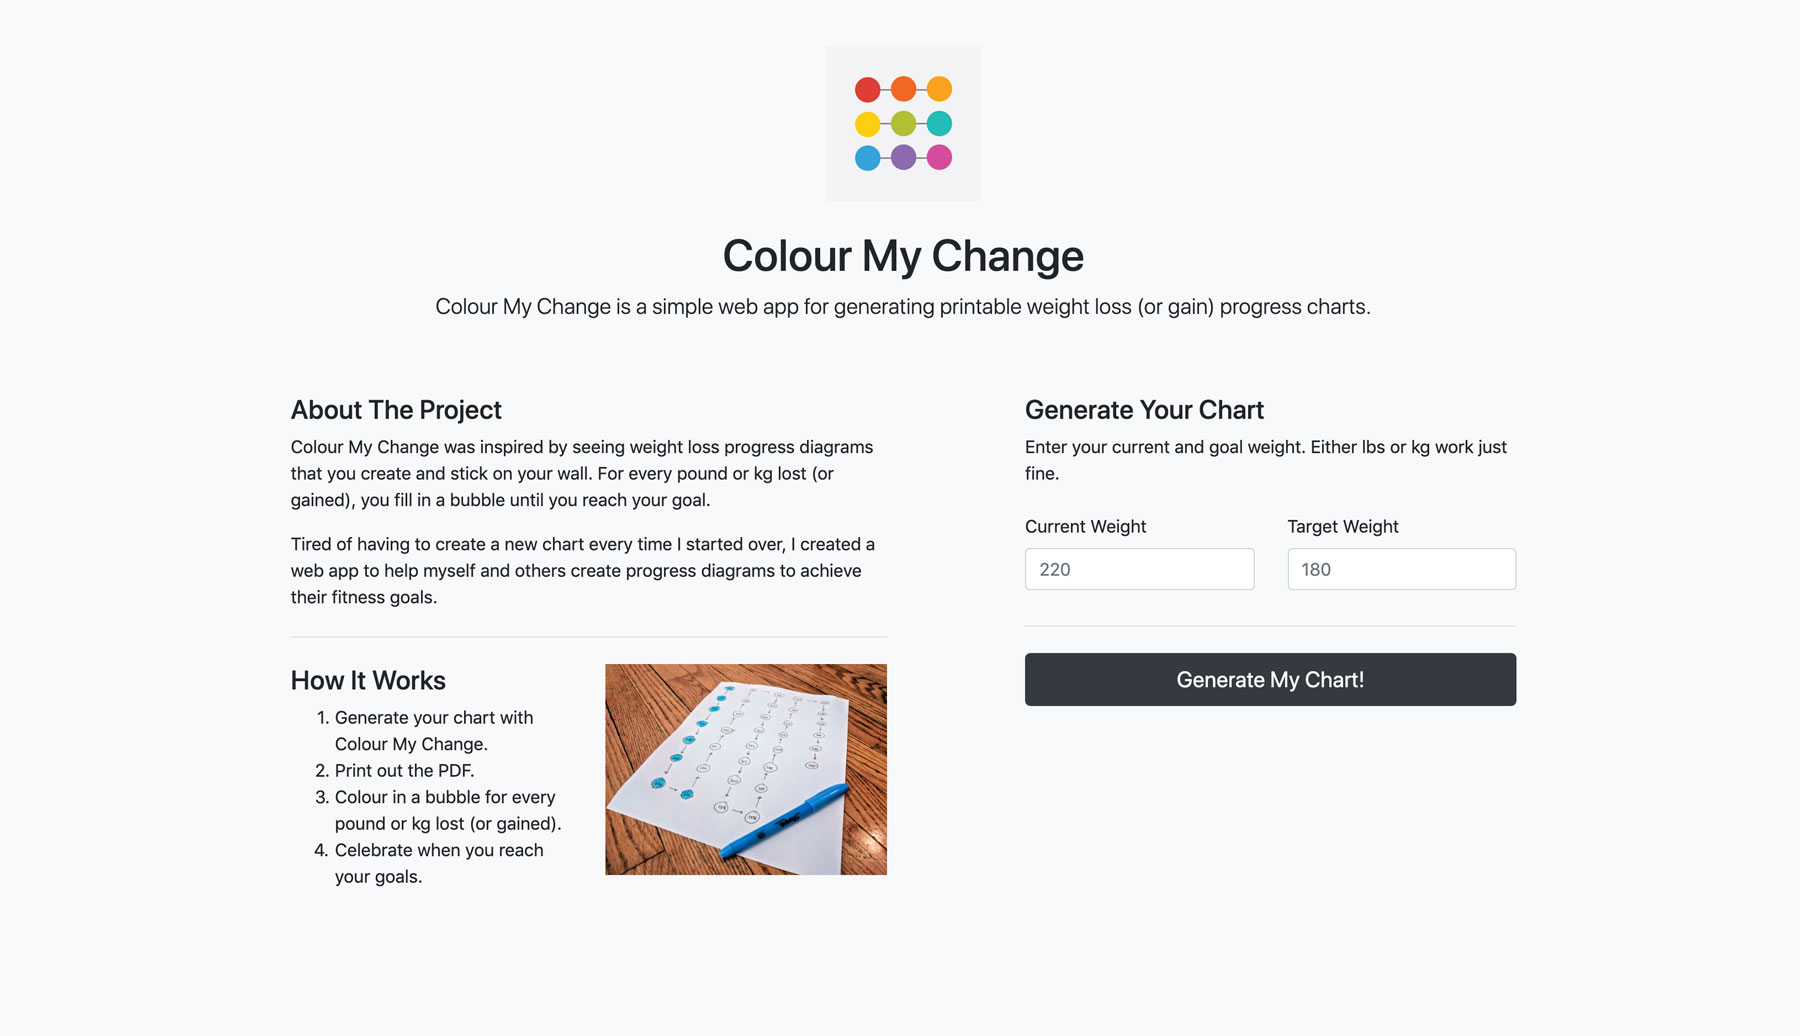 Colour My Change
Colour My Change is a simple web app for generating printable weight loss (or gain) progress charts.
About The Project
Colour My Change was inspired by seeing weight loss progress diagrams
that you create and stick on your wall. For every pound or kg lost (or
gained), you fill in a bubble until you reach your goal.
Tired of having to create a new chart every time I started over, I created a
web app to help myself and others create progress diagrams to achieve
their fitness goals.
How It Works
1. Generate your chart with
Colour My Change.
2. Print out the PDF.
3. Colour in a bubble for every
pound or kg lost (or gained).
4. Celebrate when you reach
your goals.
Generate Your Chart
Enter your current and goal weight. Either lbs or kg work just
fine.
Current Weight
Target Weight
220
180
Generate My Chart!